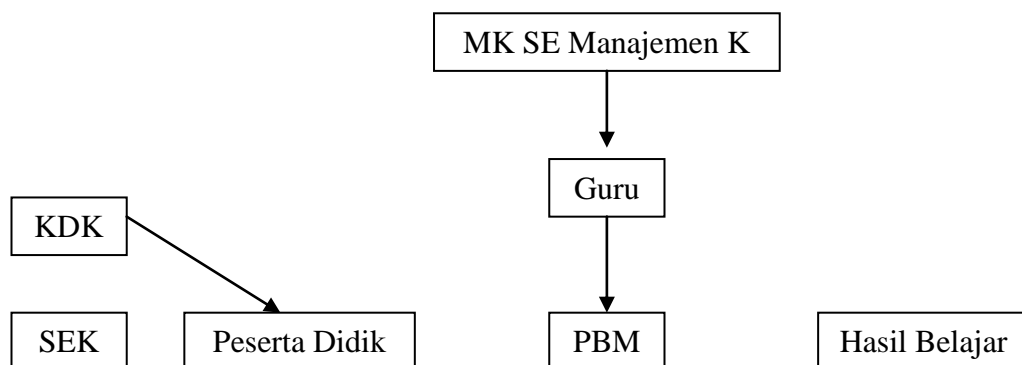 MK SE Manajemen K
Guru
KDK
SEK
Peserta Didik
PBM
Hasil Belajar